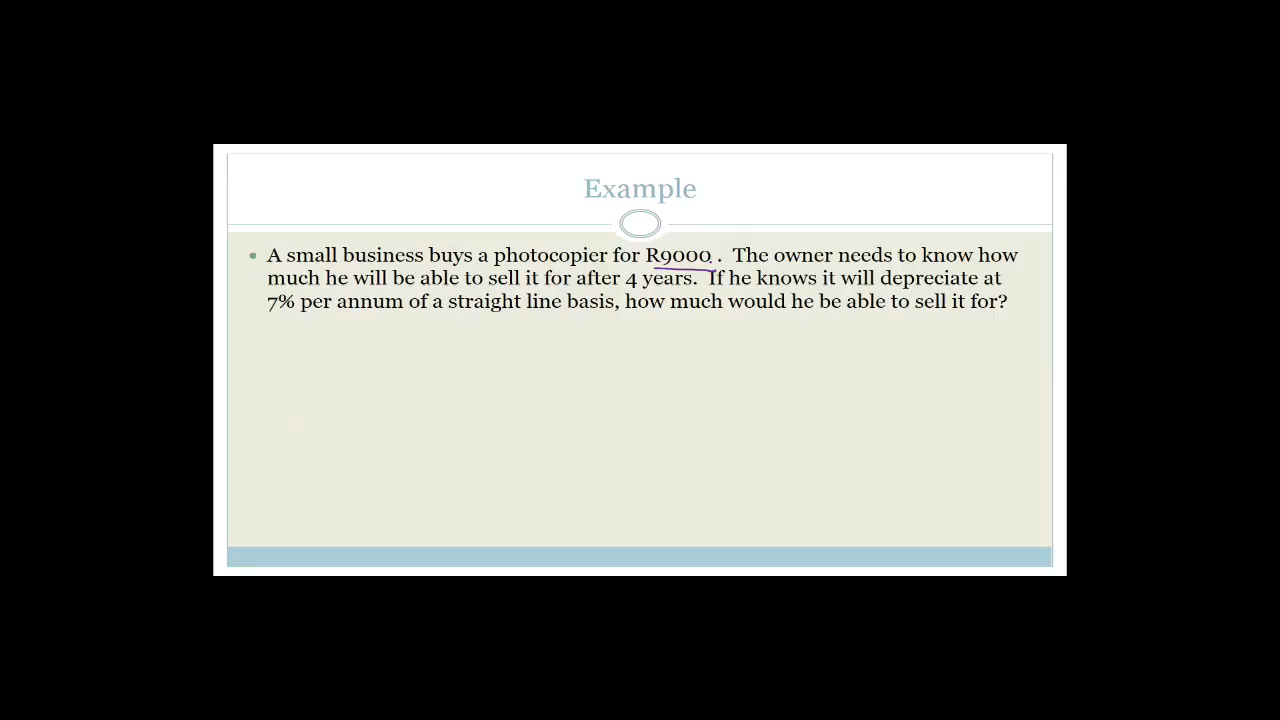 Example
• A small business buys a photocopier for R9000 . The owner needs to know how
much he will be able to sell it for after 4 years. If he knows it will depreciate at
7% per annum of a straight line basis, how much would he be able to sell it for?